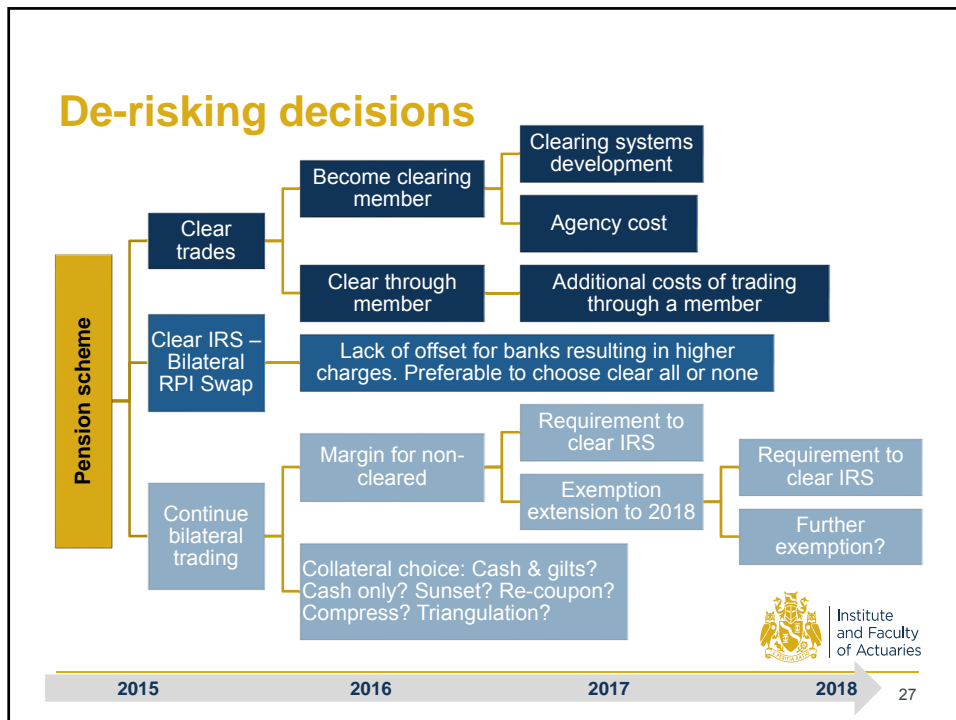 De-risking decisions
Pension scheme
Clear
trades
Become clearing
member
Clearing systems
development
Agency cost
Clear through
member
Additional costs of trading
through a member
Clear IRS –
Bilateral
RPI Swap
Lack of offset for banks resulting in higher
charges. Preferable to choose clear all or none
Continue
bilateral
trading
Margin for non-
cleared
Requirement to
clear IRS
Exemption
extension to 2018
Requirement to
clear IRS
Further
exemption?
Collateral choice: Cash & gilts?
Cash only? Sunset? Re-coupon?
Compress? Triangulation?
Institute
and Faculty
of Actuaries
2015 2016 2017 2018
27